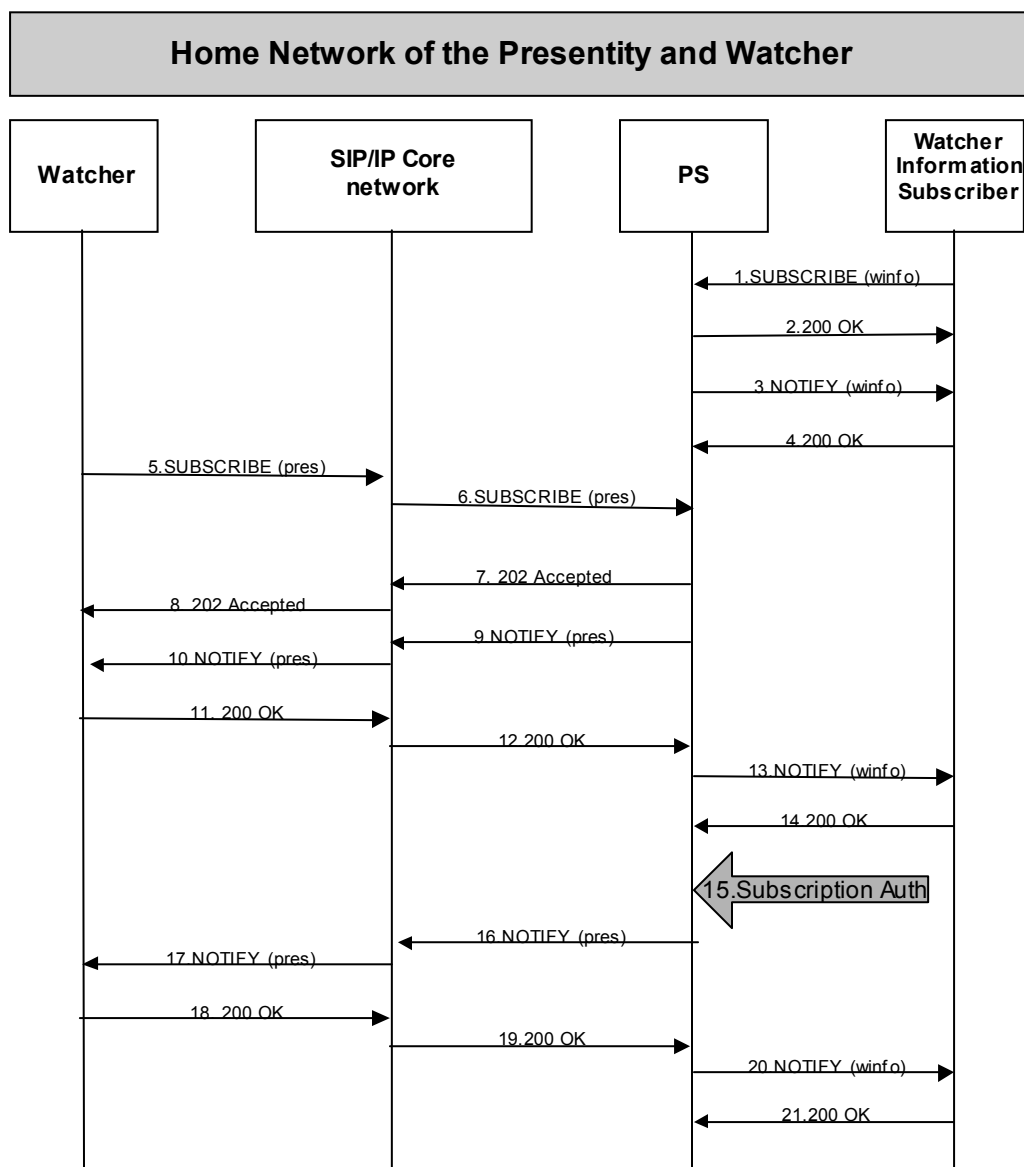 Home Network of the Presentity and Watcher
Watcher
SIP/IP Core
network
PS
Watcher
Information
Subscriber
1.SUBSCRIBE (winfo)
2.200 OK
3.NOTIFY (winfo)
4.200 OK
5.SUBSCRIBE (pres)
6.SUBSCRIBE (pres)
7. 202 Accepted
8. 202 Accepted
9.NOTIFY (pres)
10.NOTIFY (pres)
11. 200 OK
12.200 OK
13.NOTIFY (winfo)
14.200 OK
15.Subscription Auth
16.NOTIFY (pres)
17.NOTIFY (pres)
18. 200 OK
19.200 OK
20.NOTIFY (winfo)
21.200 OK